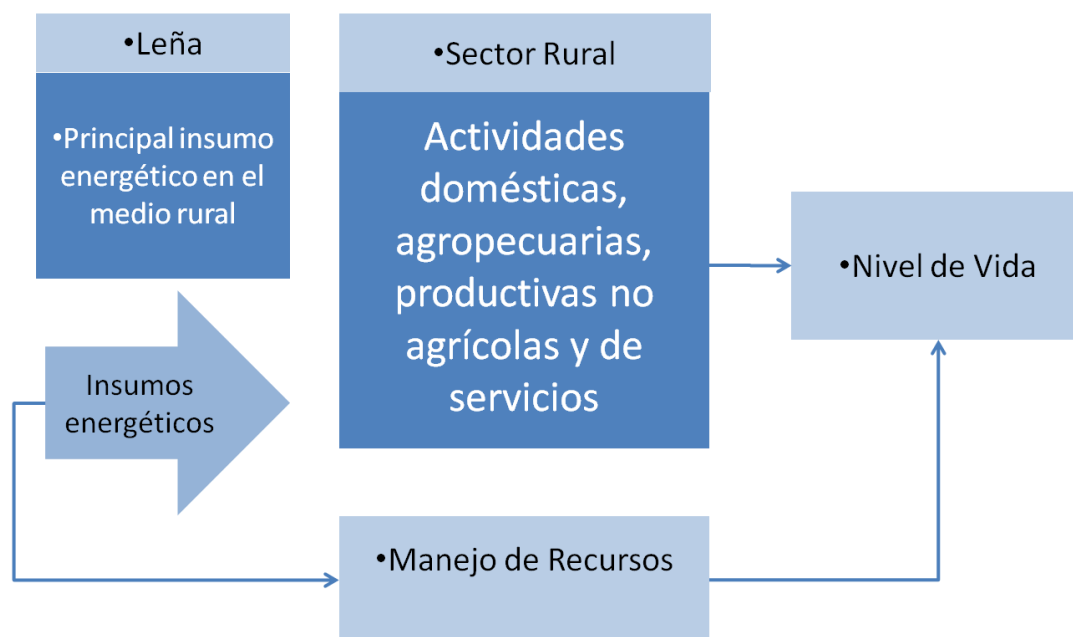 •Leña
•Principal insumo
energético en el
medio rural
Insumos
energéticos
•Sector Rural
Actividades
domésticas,
agropecuarias,
productivas no
agrícolas y de
servicios
•Manejo de Recursos
•Nivel de Vida